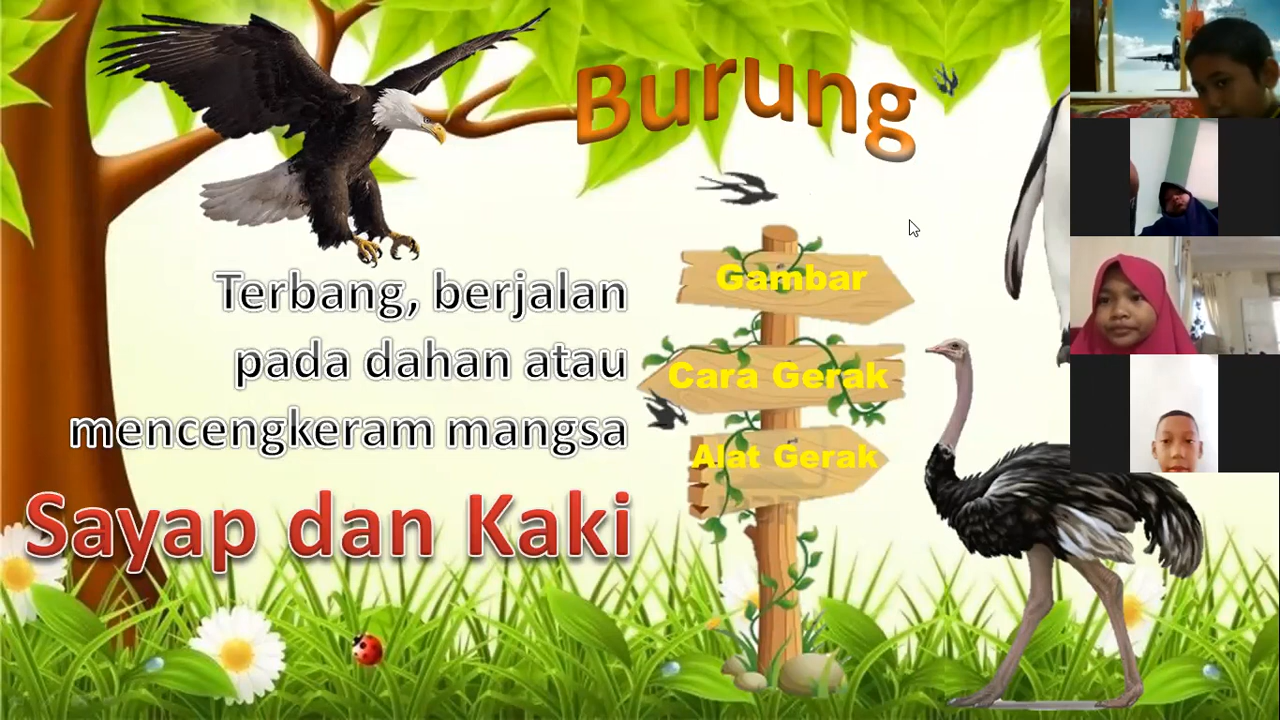 Burung
Terbang, berjalan
pada dahan atau
mencengkeram mangsa
Sayap dan Kaki
Gambar
Cara Gerak
Alat Gerak